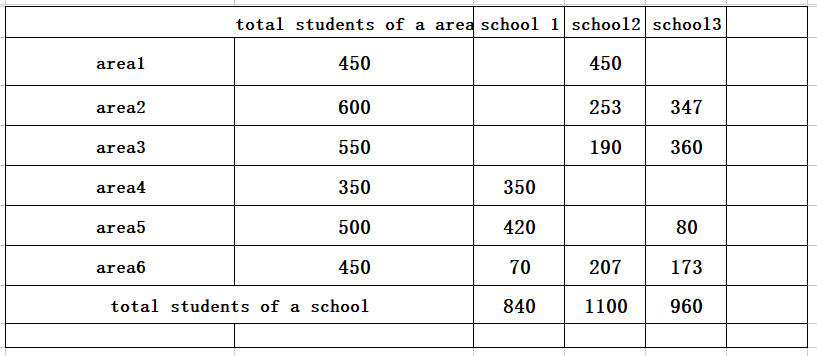 total students of a area school 1 school2 school3
area1 450 450
area2 600 253 347
area3 550 190 360
area4 350 350
area5 500 420 80
area6 450 70 207 173
total students of a school 840 1100 960